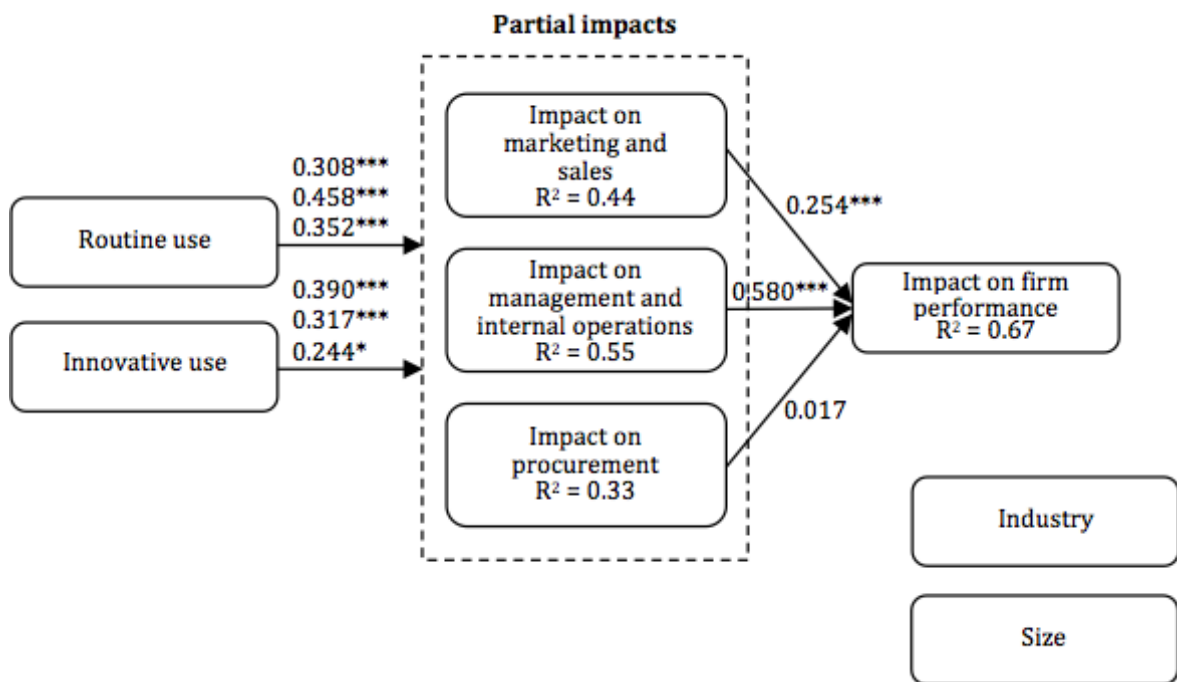 Partial impacts
0.308***
0.458***
0.352***
Routine use
0.390***
0.317***
0.244*
Innovative use
Impact on
marketing and
sales
R² = 0.44
Impact on
management and
internal operations
R² = 0.55
Impact on
procurement
R² = 0.33
0.254***
0.580***
0.017
Impact on firm
performance
R² = 0.67
Industry
Size